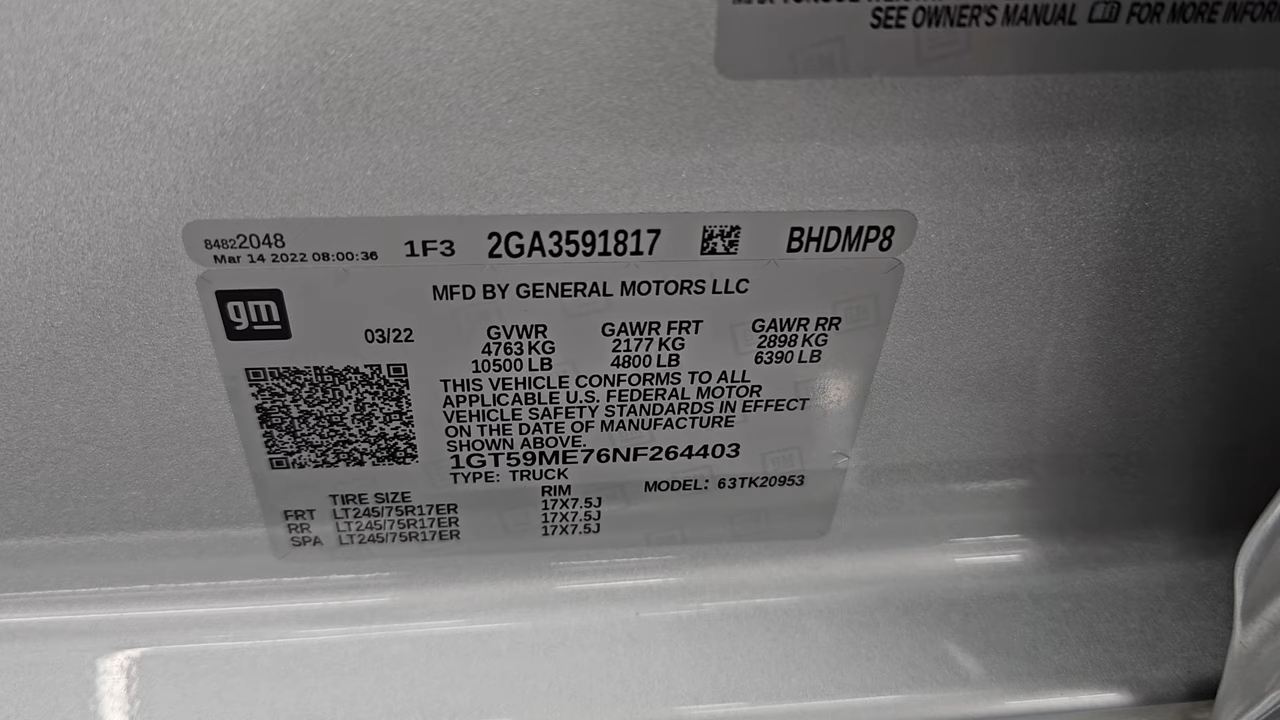 SEE OWNER'S MANUAL FOR MORE
84822048
Mar 14 2022 08:00:36
1F3 2GA3591817 BHDMP8
MFD BY GENERAL MOTORS LLC
gm
03/22
GVWR GAWR FRT GAWR RR
4763 KG 2177 KG 2898 KG
10500 LB 4800 LB 6390 LB
THIS VEHICLE CONFORMS TO ALL
APPLICABLE U.S. FEDERAL MOTOR
VEHICLE SAFETY STANDARDS IN EFFECT
ON THE DATE OF MANUFACTURE
SHOWN ABOVE.
1GT59ME76NF264403
TYPE: TRUCK MODEL: 63TK20953
TIRE SIZE RIM
FRT LT245/75R17ER 17X7.5J
RR LT245/75R17ER 17X7.5J
SPA LT245/75R17ER 17X7.5J